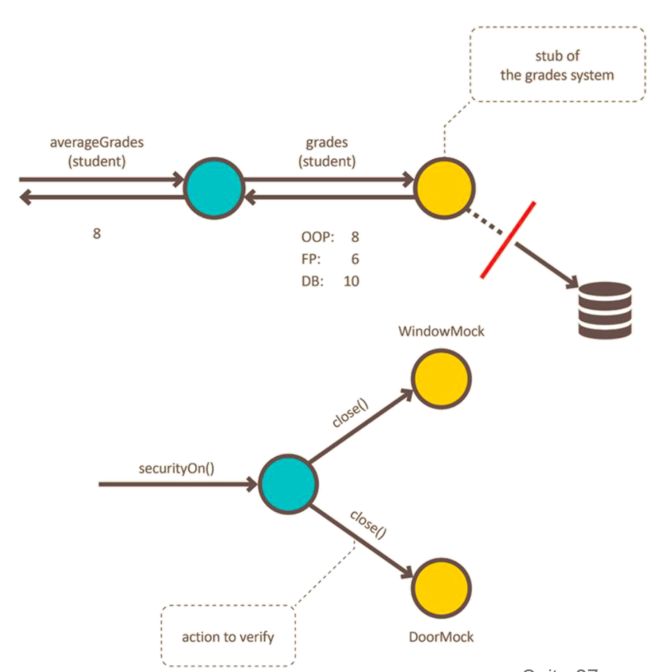 stub of
the grades system
averageGrades
(student)
grades
(student)
8
OOP: 8
FP: 6
DB: 10
WindowMock
close()
securityOn()
close()
action to verify
DoorMock